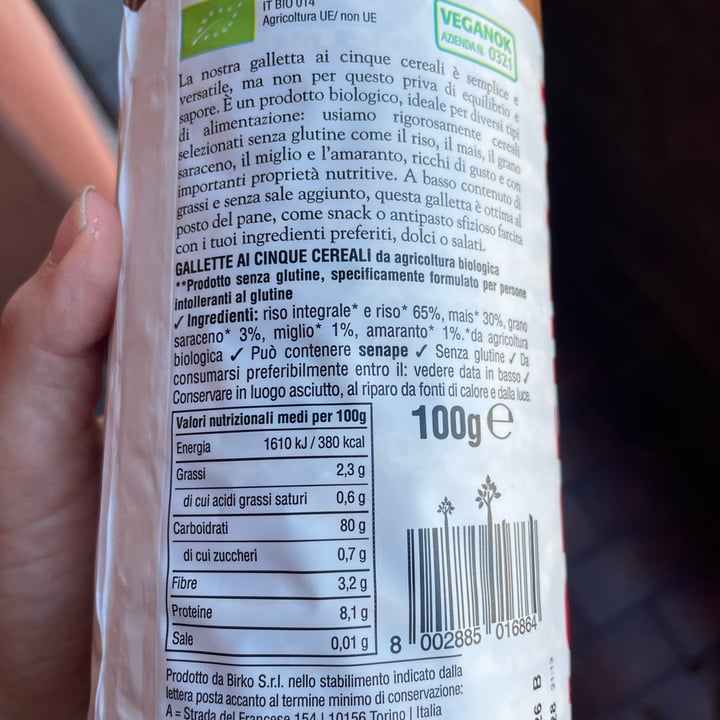 IT BIO 014
Agricoltura UE/ non UE
VEGANOK
AZIENDA N. 0321
La nostra galletta ai cinque cereali è semplice e
versatile, ma non per questo priva di equilibrio e
sapore. È un prodotto biologico, ideale per diversi tipi
di alimentazione: usiamo rigorosamente cereali
selezionati senza glutine come il riso, il mais, il grano
saraceno, il miglio e l'amaranto, ricchi di gusto e con
importanti proprietà nutritive. A basso contenuto di
grassi e senza sale aggiunto, questa galletta è ottima al
posto del pane, come snack o antipasto sfizioso farcita
con i tuoi ingredienti preferiti, dolci o salati.
GALLETTE AI CINQUE CEREALI da agricoltura biologica
**Prodotto senza glutine, specificamente formulato per persone
intolleranti al glutine
✓ Ingredienti: riso integrale* e riso* 65%, mais* 30%, grano
saraceno* 3%, miglio* 1%, amaranto* 1%.*da agricoltura
biologica ✓ Può contenere senape ✓ Senza glutine ✓ Da
consumarsi preferibilmente entro il: vedere data in basso ✓
Conservare in luogo asciutto, al riparo da fonti di calore e dalla luce.
Valori nutrizionali medi per 100g
Energia 1610 kJ / 380 kcal
Grassi 2,3 g
di cui acidi grassi saturi 0,6 g
Carboidrati 80 g
di cui zuccheri 0,7 g
Fibre 3,2 g
Proteine 8,1 g
Sale 0,01 g
100g e
8 002885 016864
Prodotto da Birko S.r.l. nello stabilimento indicato dalla
lettera posta accanto al termine minimo di conservazione:
A = Strada del Francese 154 | 10156 Torino | Italia